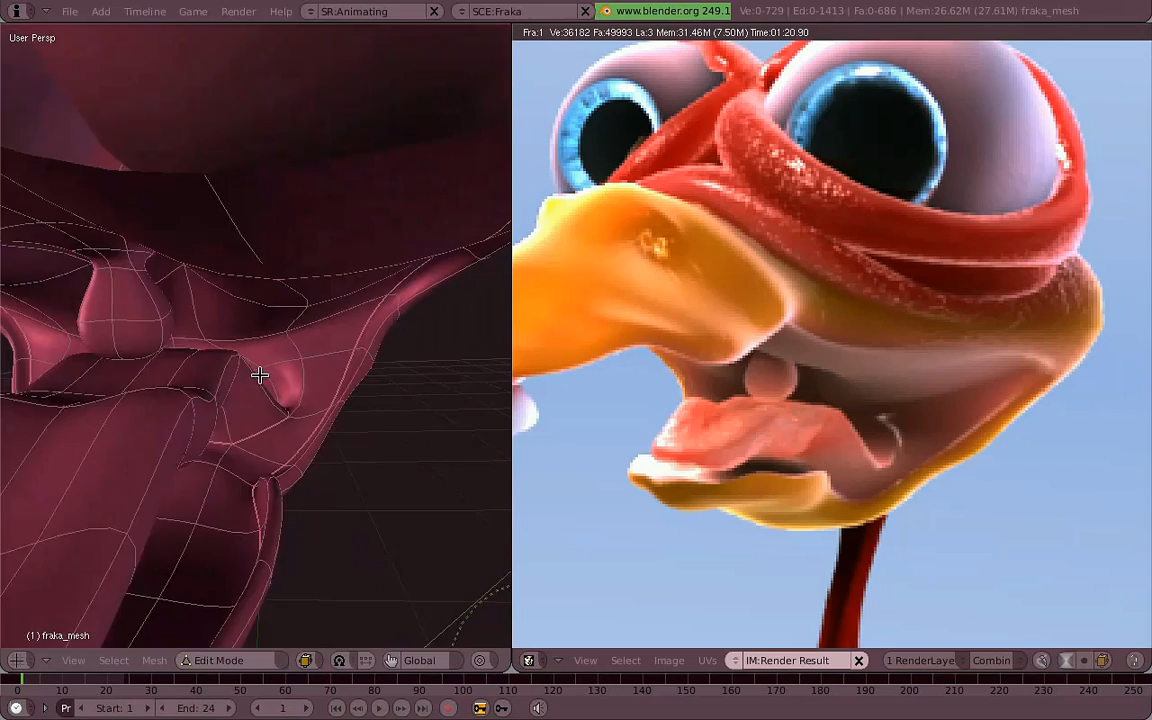 File Add Timeline Game Render Help SR:Animating SCE:Fraka www.blender.org 249.1 Ve:0-729 | Ed:0-1413 | Fa:0-686 | Mem:26.62M (27.61M) fraka_mesh
User Persp
Fra:1 Ve:36182 Fa:49993 La:3 Mem:31.46M (7.50M) Time:01:20.90
(1) fraka_mesh
View Select Mesh Edit Mode Global
View Select Image UVs IM:Render Result 1 RenderLaye Combin
0 10 20 30 40 50 60 70 80 90 100 110 120 130 140 150 160 170 180 190 200 210 220 230 240 250
Pr Start: 1 End: 24 1